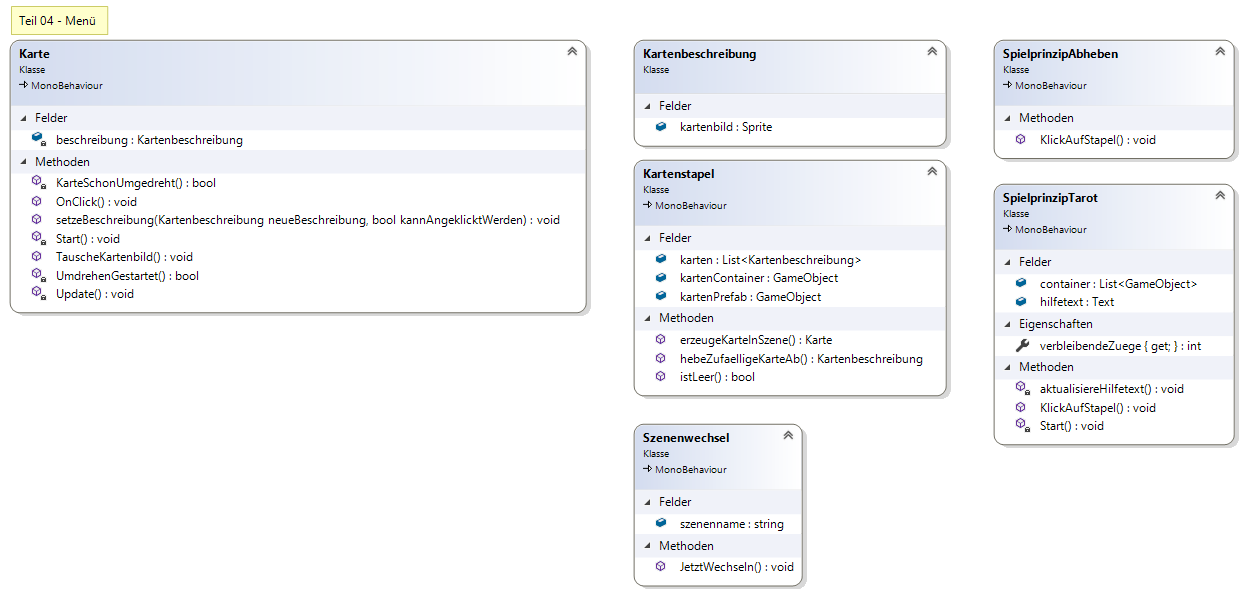 Teil 04 - Menü
Karte
Klasse
MonoBehaviour
Felder
beschreibung : Kartenbeschreibung
Methoden
KarteSchonUmgedreht() : bool
OnClick() : void
setzeBeschreibung(Kartenbeschreibung neueBeschreibung, bool kannAngeklicktWerden) : void
Start() : void
TauscheKartenbild() : void
UmdrehenGestartet() : bool
Update() : void
Kartenbeschreibung
Klasse
Felder
kartenbild : Sprite
Kartenstapel
Klasse
MonoBehaviour
Felder
karten : List<Kartenbeschreibung>
kartenContainer : GameObject
kartenPrefab : GameObject
Methoden
erzeugeKarteInSzene() : Karte
hebeZufaelligeKarteAb() : Kartenbeschreibung
istLeer() : bool
Szenenwechsel
Klasse
MonoBehaviour
Felder
szenenname : string
Methoden
JetztWechseln() : void
SpielprinzipAbheben
Klasse
MonoBehaviour
Methoden
KlickAufStapel() : void
SpielprinzipTarot
Klasse
MonoBehaviour
Felder
container : List<GameObject>
hilfetext : Text
Eigenschaften
verbleibendeZuege { get; } : int
Methoden
aktualisiereHilfetext() : void
KlickAufStapel() : void
Start() : void